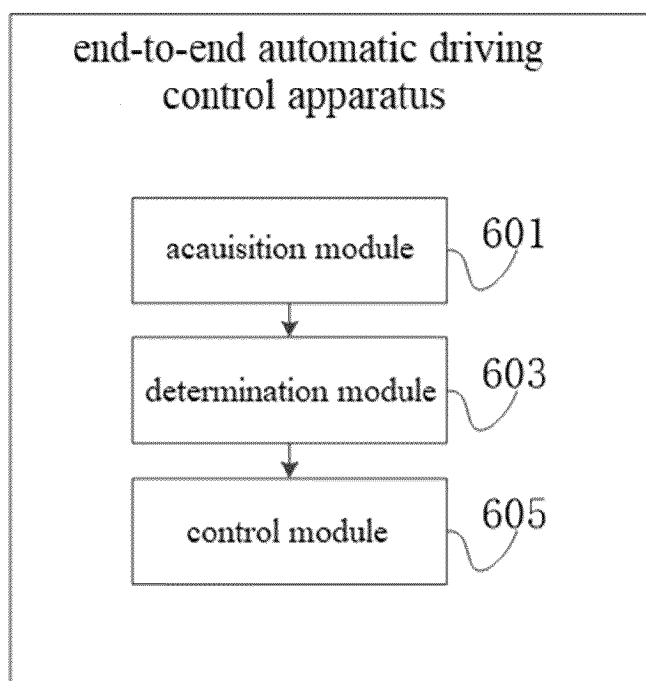 end-to-end automatic driving
control apparatus
acauisition module
601
determination module
603
control module
605